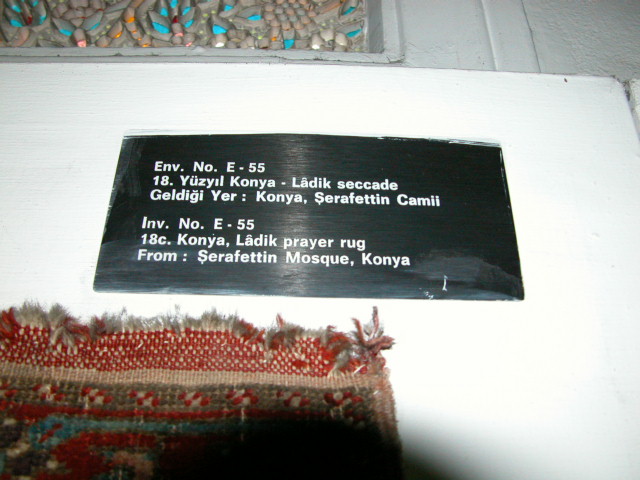 Env. No. E - 55
18. Yüzyıl Konya - Lâdik seccade
Geldiği Yer : Konya, Şerafettin Camii
Inv. No. E - 55
18c. Konya, Lâdik prayer rug
From : Şerafettin Mosque, Konya